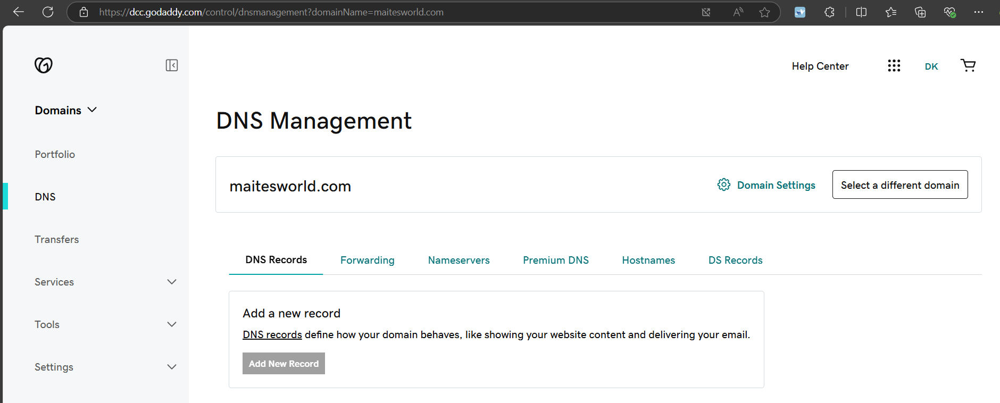 https://dcc.godaddy.com/control/dnsmanagement?domainName=maitesworld.com
Help Center
DK
Domains
Portfolio
DNS
Transfers
Services
Tools
Settings
DNS Management
maitesworld.com
Domain Settings
Select a different domain
DNS Records Forwarding Nameservers Premium DNS Hostnames DS Records
Add a new record
DNS records define how your domain behaves, like showing your website content and delivering your email.
Add New Record